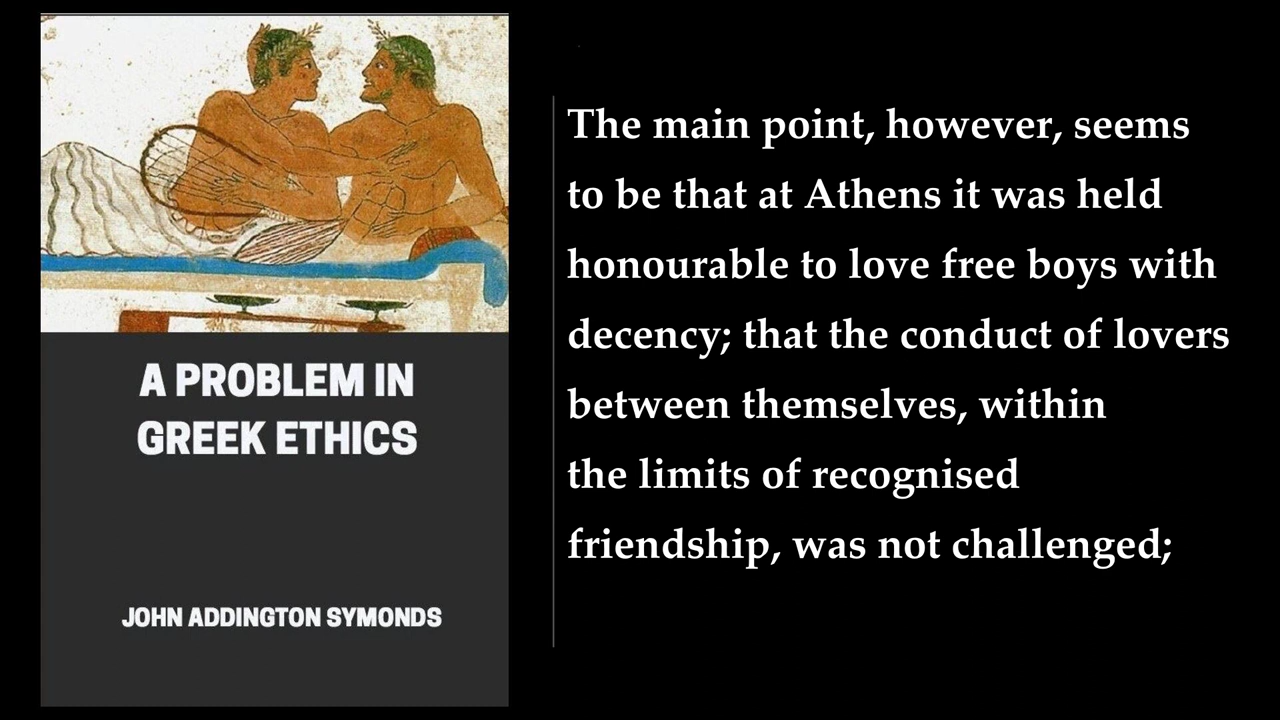 A PROBLEM IN
GREEK ETHICS
JOHN ADDINGTON SYMONDS
The main point, however, seems
to be that at Athens it was held
honourable to love free boys with
decency; that the conduct of lovers
between themselves, within
the limits of recognised
friendship, was not challenged;